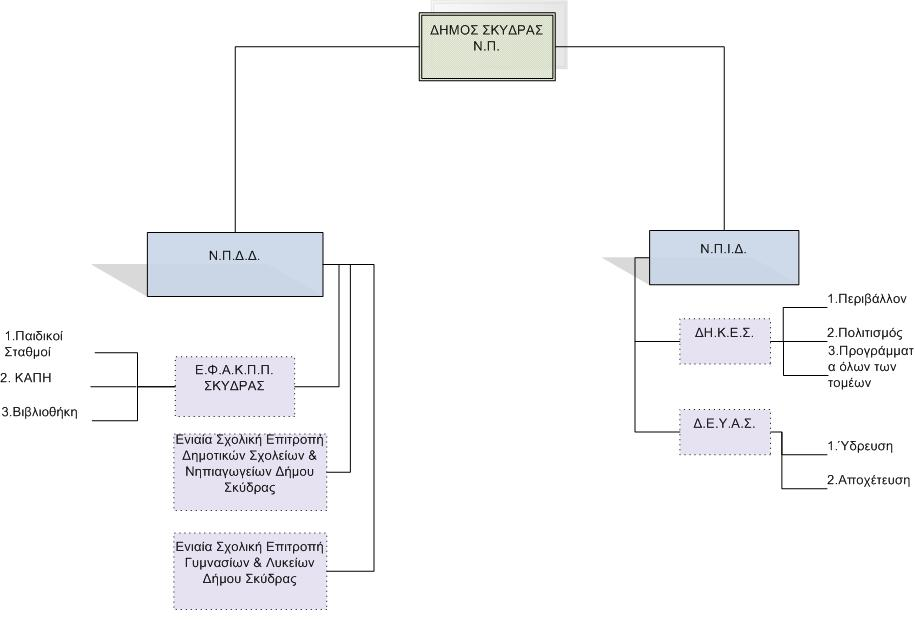 ΔΗΜΟΣ ΣΚΥΔΡΑΣ
Ν.Π.
Ν.Π.Δ.Δ.
1.Παιδικοί
Σταθμοί
2. ΚΑΠΗ
3.Βιβλιοθήκη
Ε.Φ.Α.Κ.Π.Π.
ΣΚΥΔΡΑΣ
Ενιαία Σχολική Επιτροπή
Δημοτικών Σχολείων &
Νηπιαγωγείων Δήμου
Σκύδρας
Ενιαία Σχολική Επιτροπή
Γυμνασίων & Λυκείων
Δήμου Σκύδρας
Ν.Π.Ι.Δ.
ΔΗ.Κ.Ε.Σ.
1.Περιβάλλον
2.Πολιτισμός
3.Προγράμματ
α όλων των
τομέων
Δ.Ε.Υ.Α.Σ.
1.Ύδρευση
2.Αποχέτευση